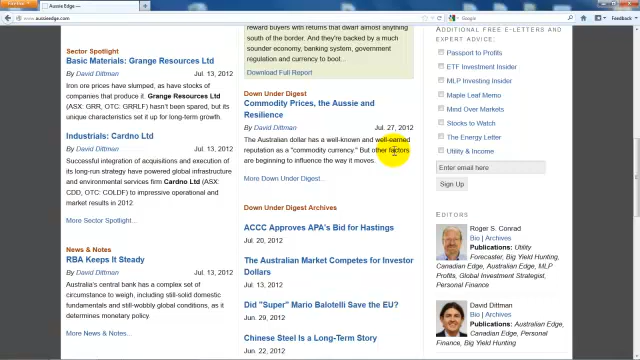 Firefox
Aussie Edge —
www.aussieedge.com
Google
Home
Feedback
Sector Spotlight
Basic Materials: Grange Resources Ltd
By David Dittman Jul. 13, 2012
Iron ore prices have slumped, as have stocks of
companies that produce it. Grange Resources Ltd
(ASX: GRR, OTC: GRRLF) hasn't been spared, but its
unique characteristics set it up for long-term growth.
Industrials: Cardno Ltd
By David Dittman Jul. 13, 2012
Successful integration of acquisitions and execution of
its long-run strategy have powered global infrastructure
and environmental services firm Cardno Ltd (ASX:
CDD, OTC: COLDF) to impressive operational and
market results in 2012.
More Sector Spotlight...
News & Notes
RBA Keeps It Steady
By David Dittman Jul. 13, 2012
Australia's central bank has a complex set of
circumstance to weigh, including still-solid domestic
fundamentals and still-wobbly global conditions, as it
determines monetary policy.
More News & Notes...
reward buyers with returns that dwarf almost anything
south of the border. And they're backed by a much
sounder economy, banking system, government
regulation and currency to boot...
Download Full Report
Down Under Digest
Commodity Prices, the Aussie and
Resilience
By David Dittman Jul. 27, 2012
The Australian dollar has a well-known and well-earned
reputation as a "commodity currency." But other factors
are beginning to influence the way it moves.
More Down Under Digest...
Down Under Digest Archives
ACCC Approves APA's Bid for Hastings
Jul. 20, 2012
The Australian Market Competes for Investor
Dollars
Jul. 13, 2012
Did "Super" Mario Balotelli Save the EU?
Jun. 29, 2012
Chinese Steel Is a Long-Term Story
Jun. 22, 2012
ADDITIONAL FREE E-LETTERS AND
EXPERT ADVICE:
Passport to Profits
ETF Investment Insider
MLP Investing Insider
Maple Leaf Memo
Mind Over Markets
Stocks to Watch
The Energy Letter
Utility & Income
Enter email here
Sign Up
EDITORS
Roger S. Conrad
Bio | Archives
Publications: Utility
Forecaster, Big Yield Hunting,
Canadian Edge, Australian Edge, MLP
Profits, Global Investment Strategist,
Personal Finance
David Dittman
Bio | Archives
Publications: Australian Edge,
Canadian Edge, Big Yield
Hunting, Personal Finance